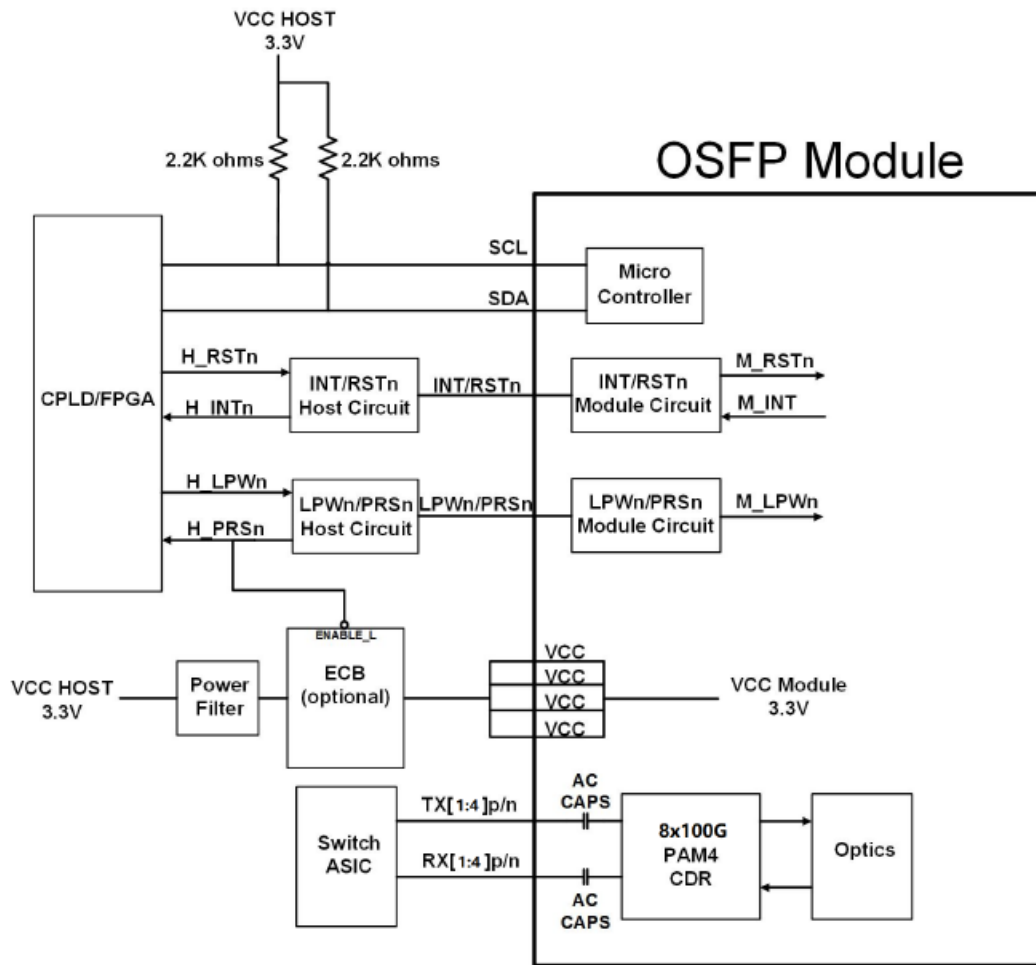 VCC HOST
3.3V
2.2K ohms
2.2K ohms
OSFP Module
SCL
SDA
Micro
Controller
CPLD/FPGA
H_RSTn
H_INTn
INT/RSTn
Host Circuit
INT/RSTn
INT/RSTn
Module Circuit
M_RSTn
M_INT
H_LPWn
H_PRSn
LPWn/PRSn
Host Circuit
LPWn/PRSn
LPWn/PRSn
Module Circuit
M_LPWn
VCC HOST
3.3V
Power
Filter
ENABLE_L
ECB
(optional)
VCC
VCC
VCC
VCC
VCC Module
3.3V
Switch
ASIC
TX[1:4]p/n
RX[1:4]p/n
AC
CAPS
AC
CAPS
8x100G
PAM4
CDR
Optics